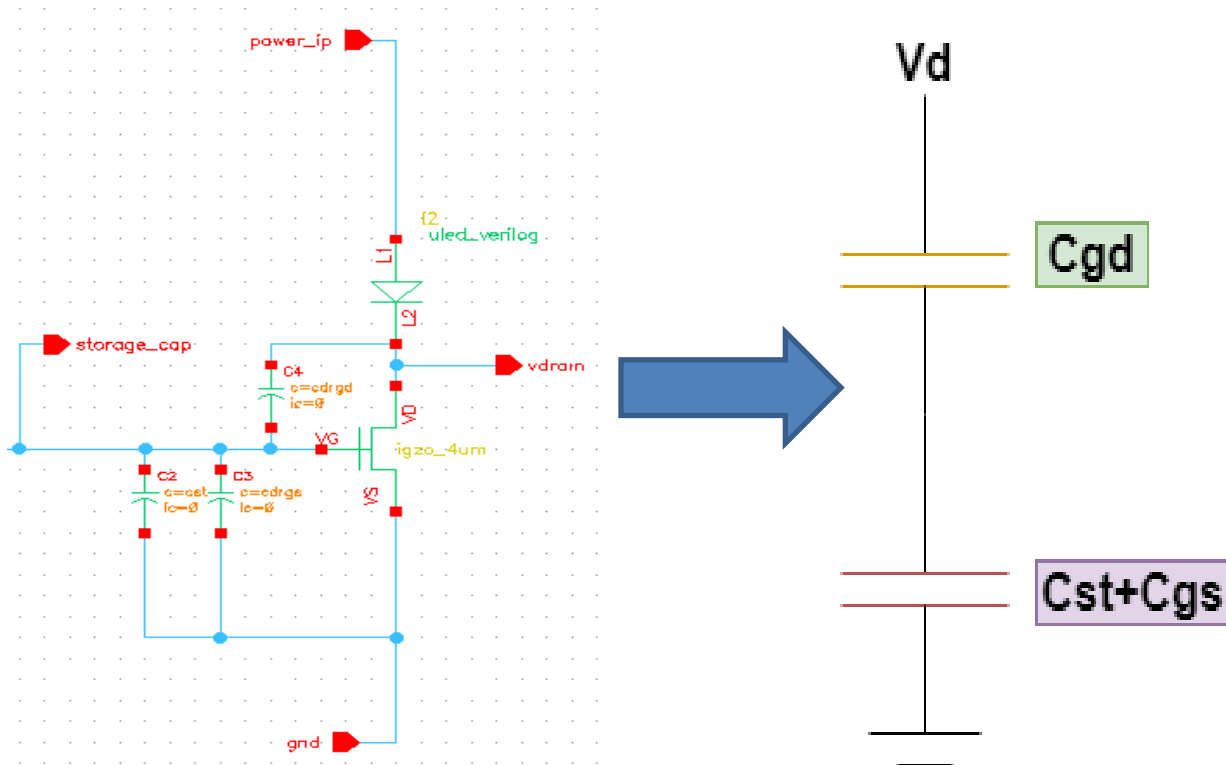 power_ip
Vd
I2
uled_verilog
L1
Cgd
L2
storage_cap
vdrain
C4
c=cdrgd
ic=0
VD
VG
igzo_4um
C2
c=cst
ic=0
C3
c=cdrgs
ic=0
VS
Cst+Cgs
gnd